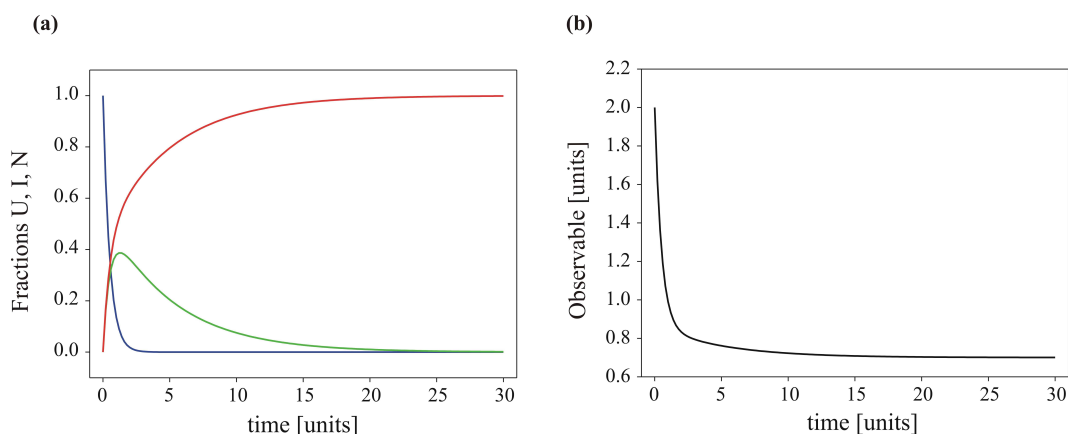 (a)
Fractions U, I, N
1.0
0.8
0.6
0.4
0.2
0.0
0 5 10 15 20 25 30
time [units]
(b)
Observable [units]
2.2
2.0
1.8
1.6
1.4
1.2
1.0
0.8
0.6
0 5 10 15 20 25 30
time [units]